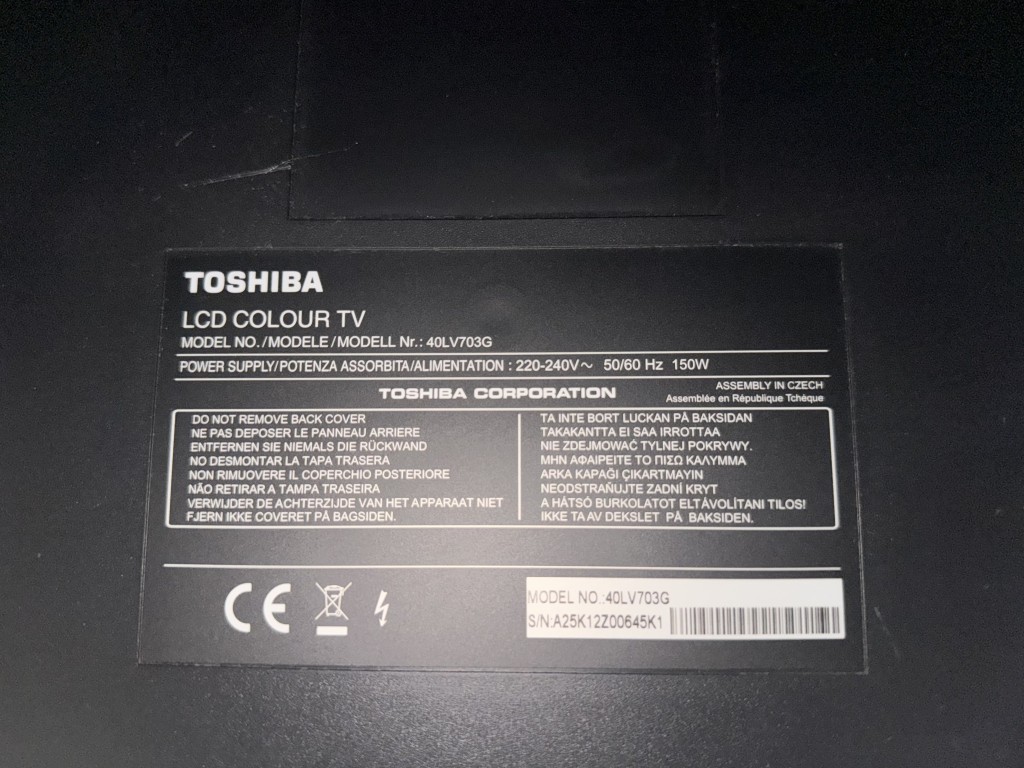 TOSHIBA
LCD COLOUR TV
MODEL NO./MODELE/MODELL Nr.: 40LV703G
POWER SUPPLY/POTENZA ASSORBITA/ALIMENTATION : 220-240V~ 50/60 Hz 150W
TOSHIBA CORPORATION
ASSEMBLY IN CZECH
Assemblée en République Tchèque
DO NOT REMOVE BACK COVER
NE PAS DEPOSER LE PANNEAU ARRIERE
ENTFERNEN SIE NIEMALS DIE RÜCKWAND
NO DESMONTAR LA TAPA TRASERA
NON RIMUOVERE IL COPERCHIO POSTERIORE
NÃO RETIRAR A TAMPA TRASEIRA
VERWIJDER DE ACHTERZIJDE VAN HET APPARAAT NIET
FJERN IKKE COVERET PÅ BAGSIDEN.
TA INTE BORT LUCKAN PÅ BAKSIDAN
TAKAKANTTA EI SAA IRROTTAA
NIE ZDEJMOWAĆ TYLNEJ POKRYWY.
ΜΗΝ ΑΦΑΙΡΕΙΤΕ ΤΟ ΠΙΣΩ ΚΑΛΥΜΜΑ
ARKA KAPAĞI ÇIKARTMAYIN
NEODSTRAŇUJTE ZADNÍ KRYT
A HÁTSÓ BURKOLATOT ELTÁVOLÍTANI TILOS!
IKKE TA AV DEKSLET PÅ BAKSIDEN.
CE
MODEL NO.:40LV703G
S/N:A25K12Z00645K1